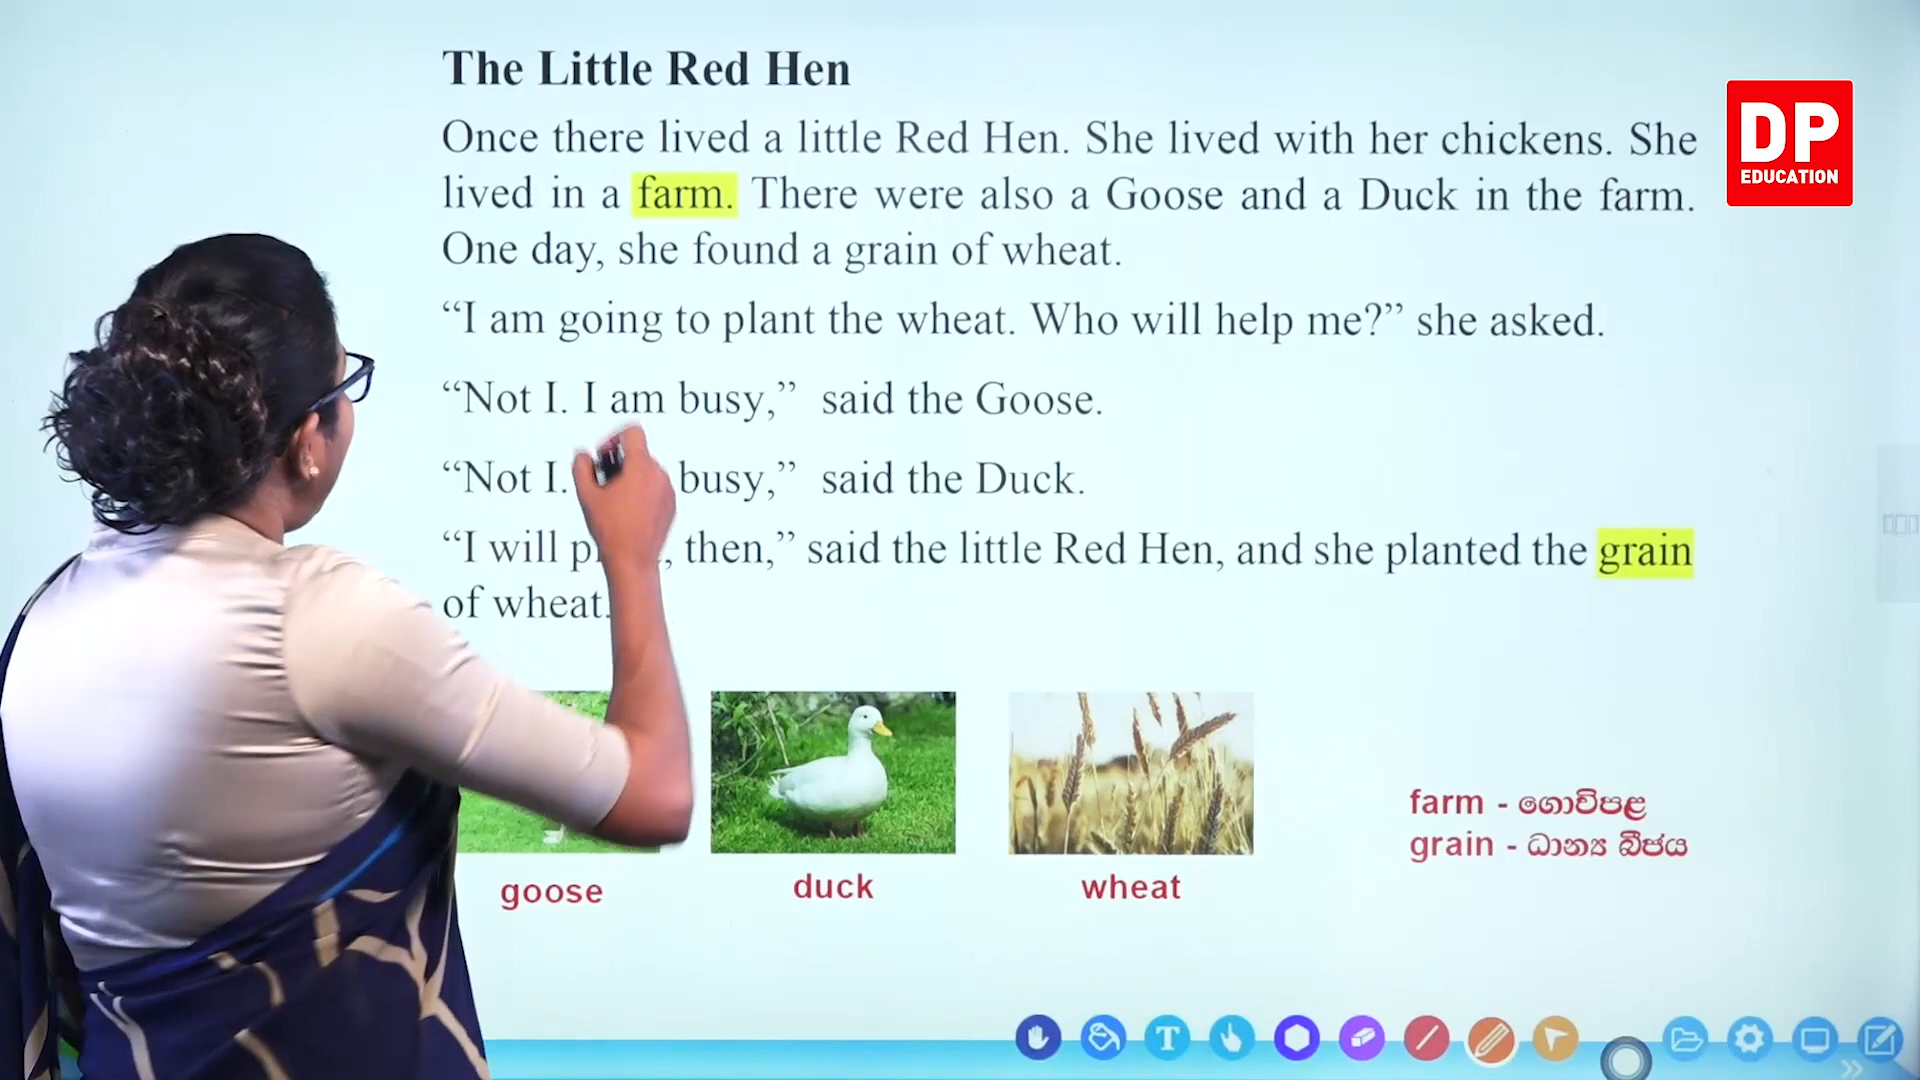 The Little Red Hen
Once there lived a little Red Hen. She lived with her chickens. She
lived in a farm. There were also a Goose and a Duck in the farm.
One day, she found a grain of wheat.
“I am going to plant the wheat. Who will help me?” she asked.
“Not I. I am busy,” said the Goose.
“Not I. busy,” said the Duck.
“I will then,” said the little Red Hen, and she planted the grain
of wheat.
goose
duck
wheat
farm - ගොවිපළ
grain - ධාන්‍ය බීජය
DP
EDUCATION